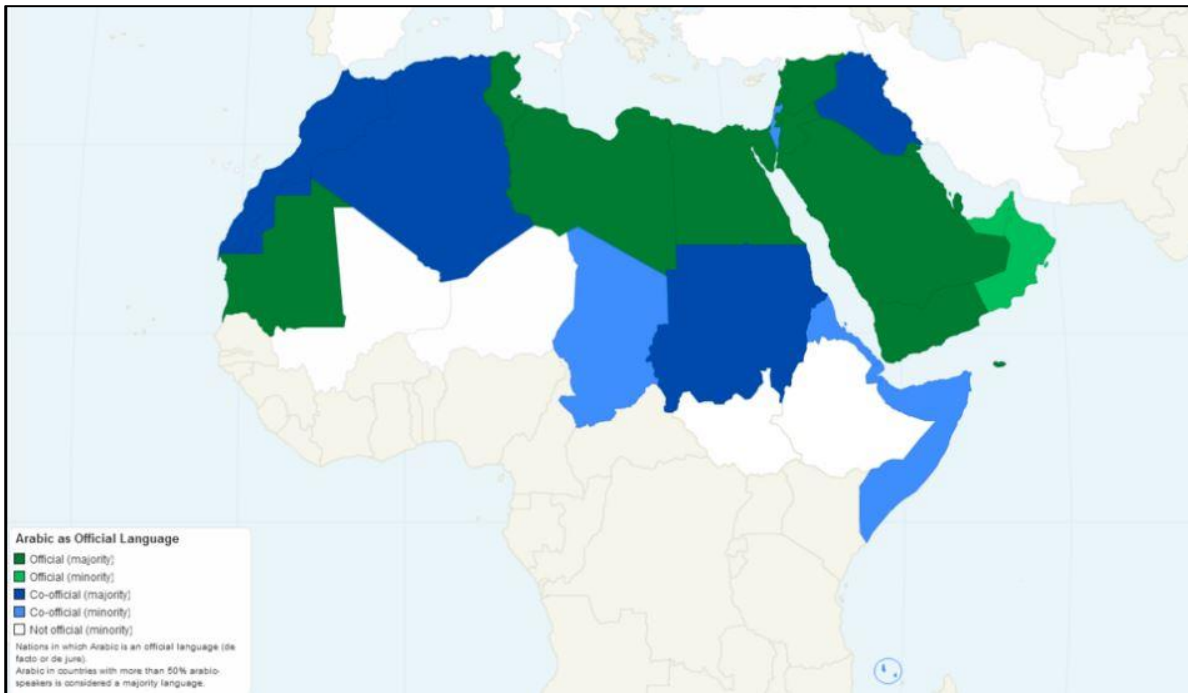 Arabic as Official Language
Official (majority)
Official (minority)
Co-official (majority)
Co-official (minority)
Not official (minority)
Nations in which Arabic is an official language (de
facto or de jure).
Arabic in countries with more than 50% arabic-
speakers is considered a majority language.